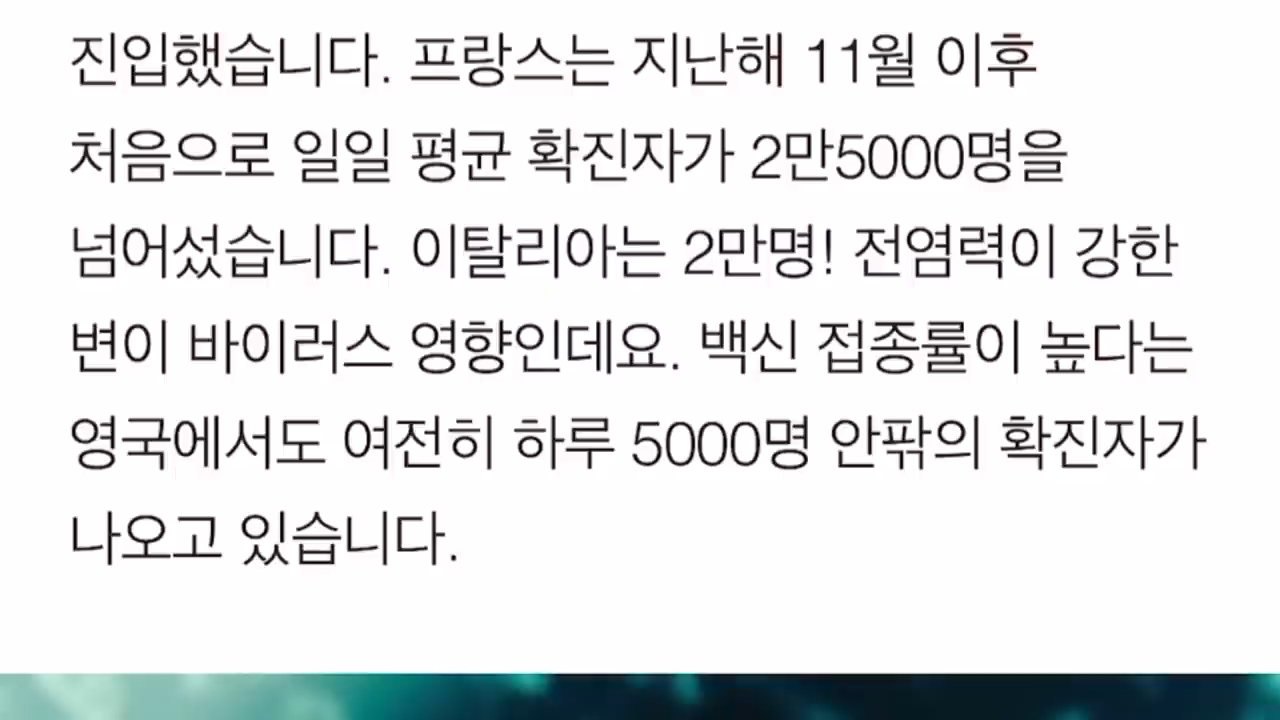 진입했습니다. 프랑스는 지난해 11월 이후
처음으로 일일 평균 확진자가 2만5000명을
넘어섰습니다. 이탈리아는 2만명! 전염력이 강한
변이 바이러스 영향인데요. 백신 접종률이 높다는
영국에서도 여전히 하루 5000명 안팎의 확진자가
나오고 있습니다.